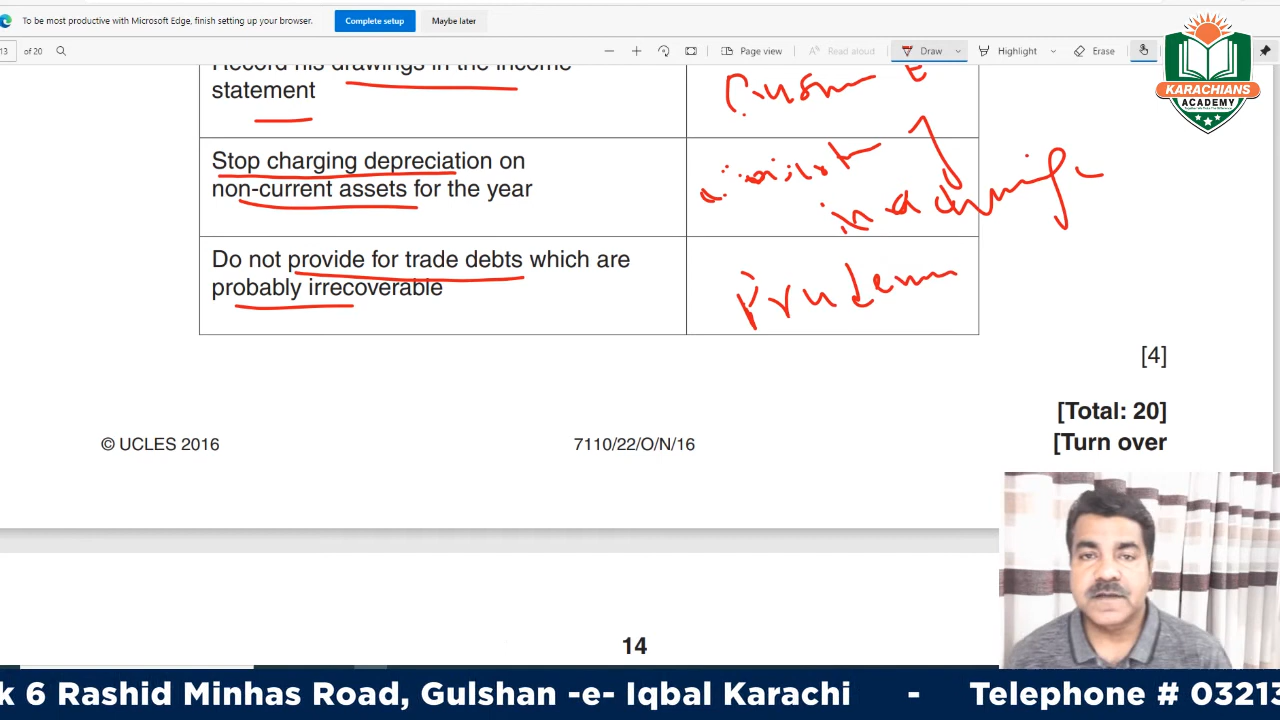 To be most productive with Microsoft Edge, finish setting up your browser.
Complete setup
Maybe later
13 of 20
Page view
Read aloud
Draw
Highlight
Erase
KARACHIANS
ACADEMY
Record his drawings in the income
statement
Stop charging depreciation on
non-current assets for the year
Do not provide for trade debts which are
probably irrecoverable
[4]
[Total: 20]
© UCLES 2016
7110/22/O/N/16
[Turn over
14
k 6 Rashid Minhas Road, Gulshan -e- Iqbal Karachi - Telephone # 03213